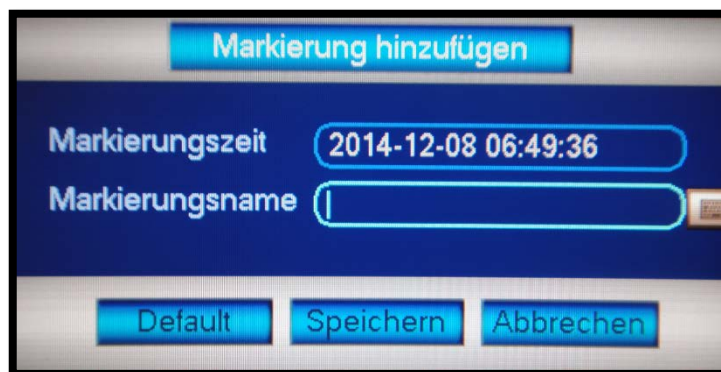 Markierung hinzufügen
Markierungszeit 2014-12-08 06:49:36
Markierungsname
Default Speichern Abbrechen